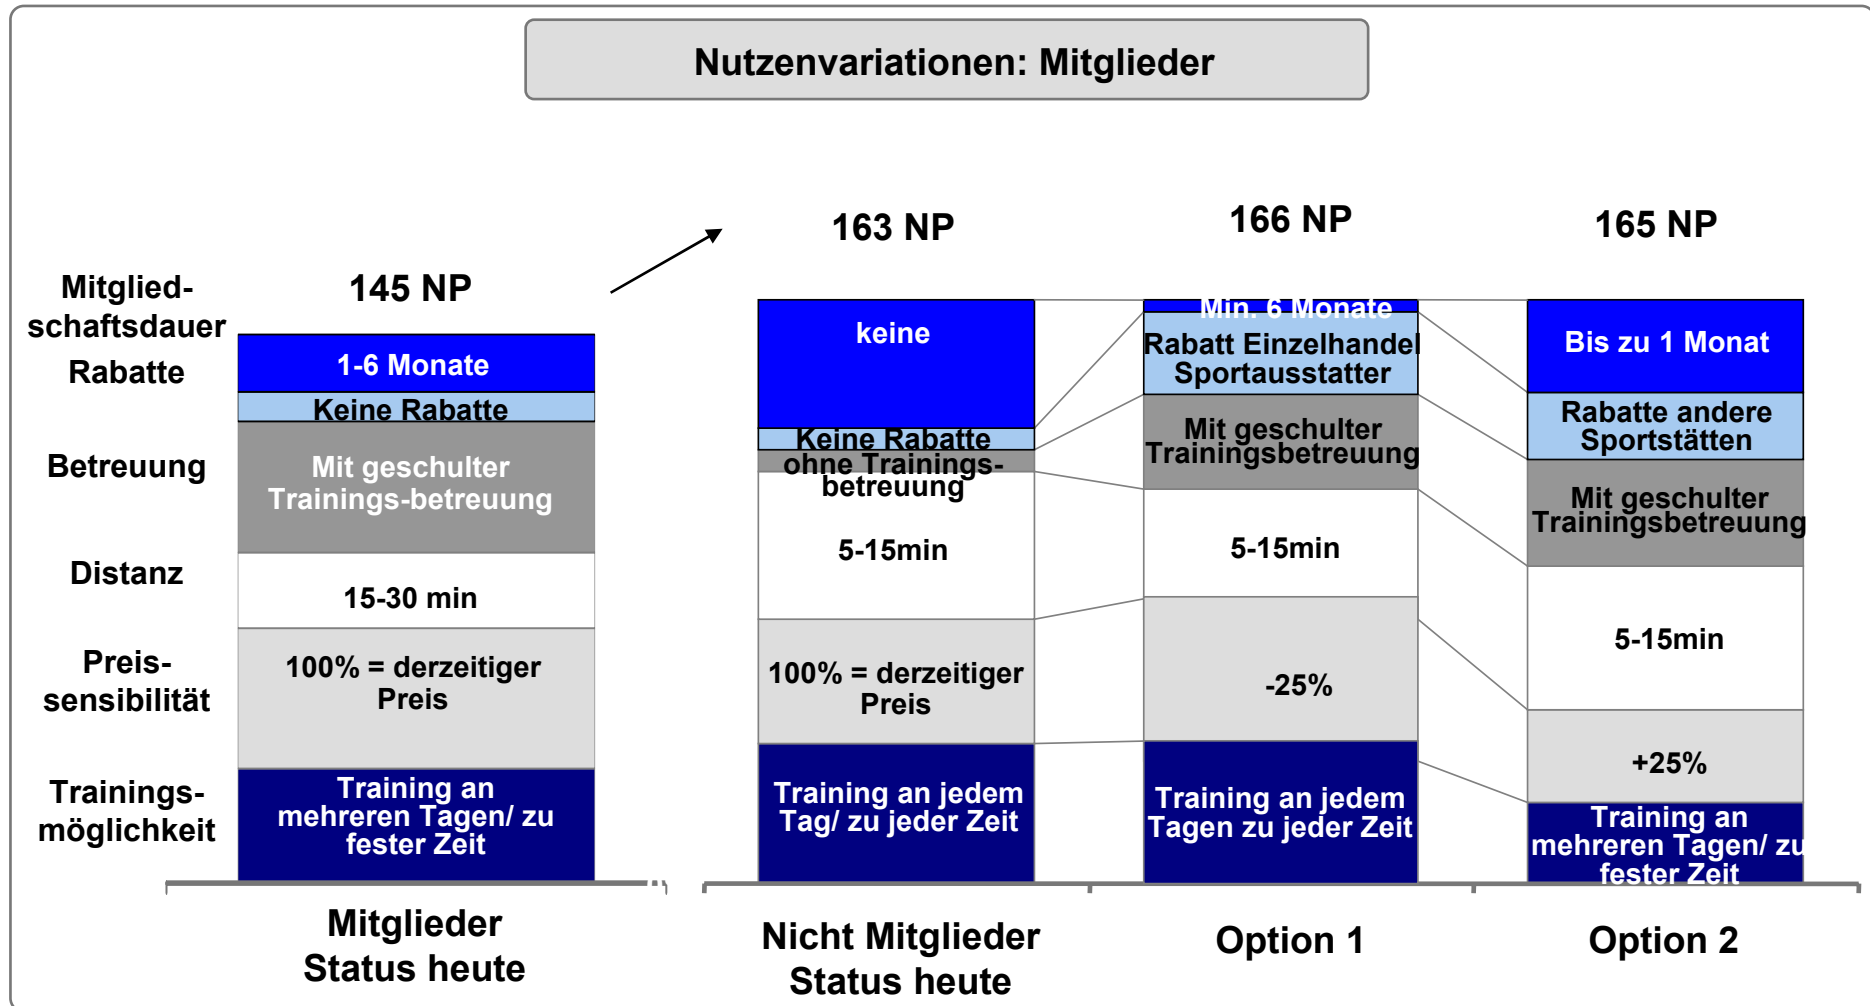 Nutzenvariationen: Mitglieder
163 NP
166 NP
165 NP
145 NP
Mitglied-
schaftsdauer
Rabatte
Betreuung
Distanz
Preis-
sensibilität
Trainings-
möglichkeit
1-6 Monate
Keine Rabatte
Mit geschulter
Trainings-betreuung
15-30 min
100% = derzeitiger
Preis
Training an
mehreren Tagen/ zu
fester Zeit
keine
Keine Rabatte
ohne Trainings-
betreuung
5-15min
100% = derzeitiger
Preis
Training an jedem
Tag/ zu jeder Zeit
Min. 6 Monate
Rabatt Einzelhandel
Sportausstatter
Mit geschulter
Trainingsbetreuung
5-15min
-25%
Training an jedem
Tagen zu jeder Zeit
Bis zu 1 Monat
Rabatte andere
Sportstätten
Mit geschulter
Trainingsbetreuung
5-15min
+25%
Training an
mehreren Tagen/ zu
fester Zeit
Mitglieder
Status heute
Nicht Mitglieder
Status heute
Option 1
Option 2